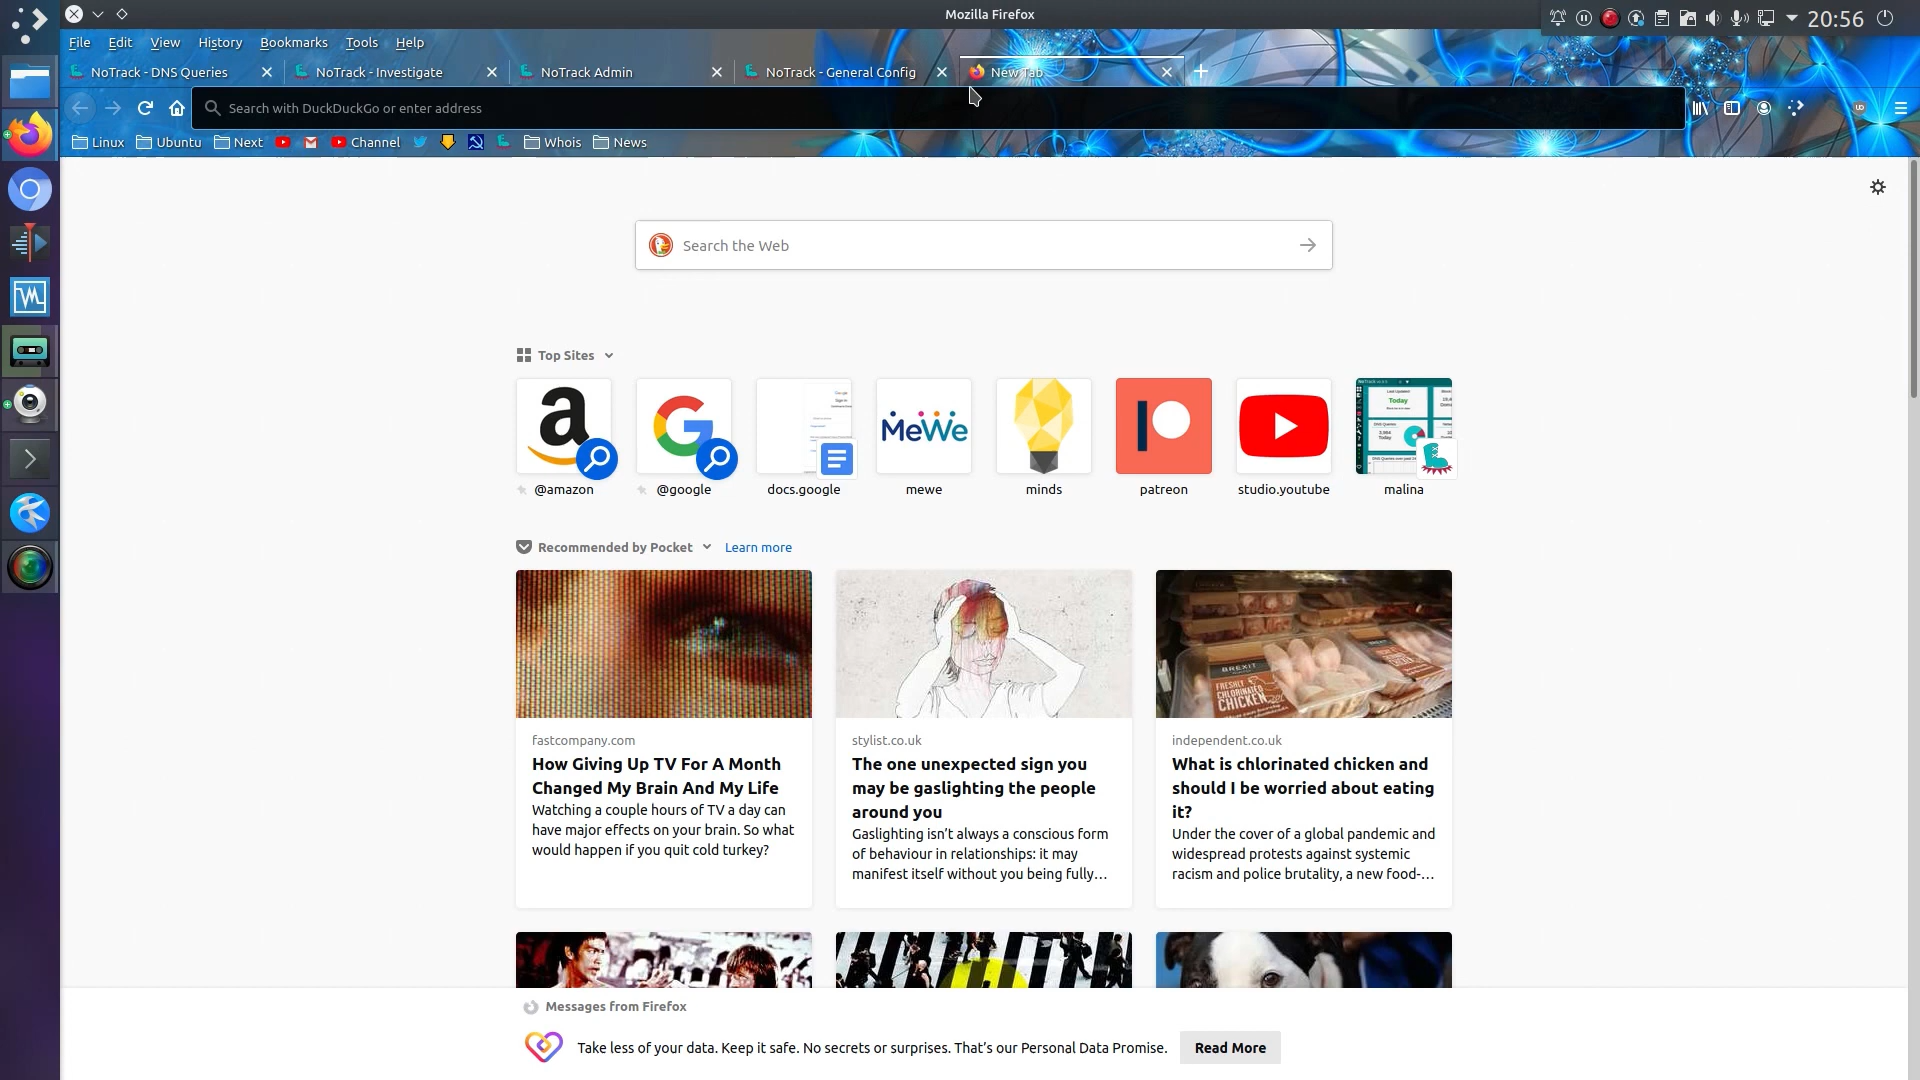 Mozilla Firefox
20:56
File Edit View History Bookmarks Tools Help
NoTrack - DNS Queries
NoTrack - Investigate
NoTrack Admin
NoTrack - General Config
New Tab
Search with DuckDuckGo or enter address
Linux Ubuntu Next Channel Whois News
Search the Web
Top Sites
MeWe
@amazon
@google
docs.google
mewe
minds
patreon
studio.youtube
malina
Recommended by Pocket Learn more
BREXIT
FRESHLY
CHLORINATED
CHICKEN
fastcompany.com
How Giving Up TV For A Month
Changed My Brain And My Life
Watching a couple hours of TV a day can
have major effects on your brain. So what
would happen if you quit cold turkey?
stylist.co.uk
The one unexpected sign you
may be gaslighting the people
around you
Gaslighting isn’t always a conscious form
of behaviour in relationships: it may
manifest itself without you being fully…
independent.co.uk
What is chlorinated chicken and
should I be worried about eating
it?
Under the cover of a global pandemic and
widespread protests against systemic
racism and police brutality, a new food-…
Messages from Firefox
Take less of your data. Keep it safe. No secrets or surprises. That’s our Personal Data Promise.
Read More